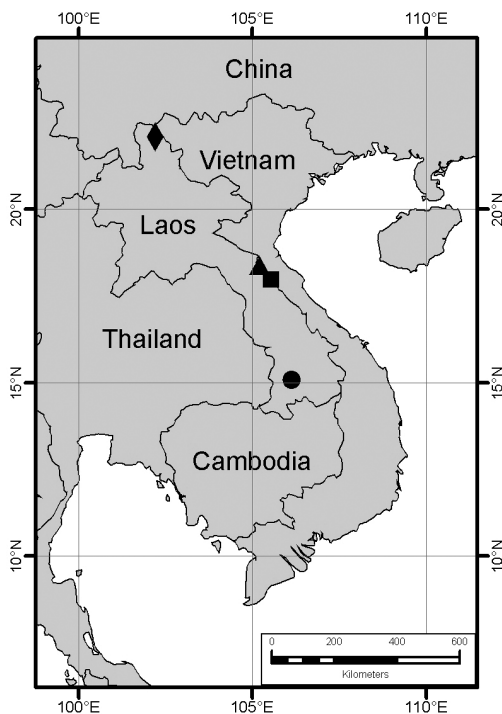 100°E 105°E 110°E
China
Vietnam
20°N 20°N
Laos
Thailand
15°N 15°N
Cambodia
10°N 10°N
0 200 400 600
Kilometers
100°E 105°E 110°E